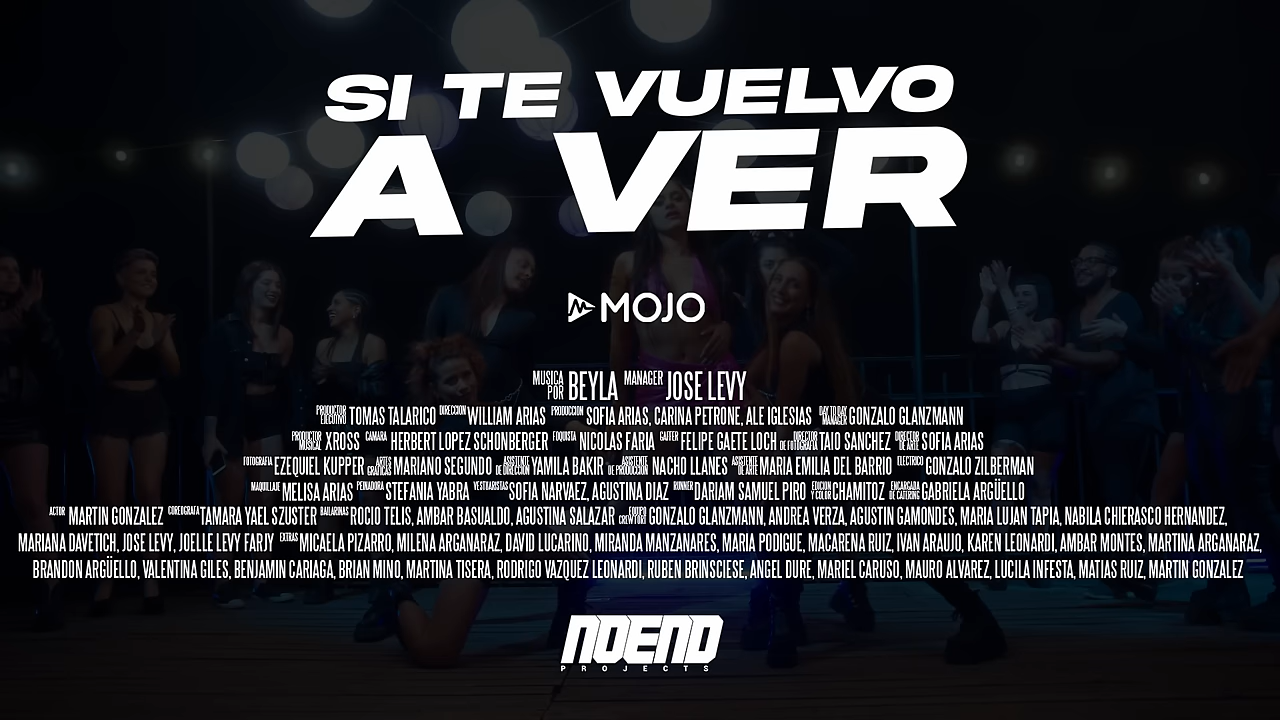 SI TE VUELVO
A VER
MOJO
MUSICA POR BEYLA MANAGER JOSE LEVY
PRODUCTOR EJECUTIVO TOMAS TALARICO DIRECCION WILLIAM ARIAS PRODUCCION SOFIA ARIAS, CARINA PETRONE, ALE IGLESIAS DAY TO DAY MANAGER GONZALO GLANZMANN
PRODUCTOR MUSICAL XROSS CAMARA HERBERT LOPEZ SCHONBERGER FOQUISTA NICOLAS FARIA GAFFER FELIPE GAETE LOCH DIRECTOR DE FOTOGRAFIA TAIO SANCHEZ DIRECTOR DE ARTE SOFIA ARIAS
FOTOGRAFIA EZEQUIEL KUPPER ARTES GRAFICAS MARIANO SEGUNDO ASISTENTE DE DIRECCION YAMILA BAKIR ASISTENTE DE PRODUCCION NACHO LLANES ASISTENTE DE ARTE MARIA EMILIA DEL BARRIO ELECTRICO GONZALO ZILBERMAN
MAQUILLAJE MELISA ARIAS PEINADORA STEFANIA YABRA VESTUARISTAS SOFIA NARVAEZ, AGUSTINA DIAZ RUNNER DARIAM SAMUEL PIRO EDICION Y COLOR CHAMITOZ ENCARGADA DE CATERING GABRIELA ARGÜELLO
ACTOR MARTIN GONZALEZ COREOGRAFA TAMARA YAEL SZUSTER BAILARINAS ROCIO TELIS, AMBAR BASUALDO, AGUSTINA SALAZAR EQUIPO CREW TOTT GONZALO GLANZMANN, ANDREA VERZA, AGUSTIN GAMONDES, MARIA LUJAN TAPIA, NABILA CHIERASCO HERNANDEZ,
MARIANA DAVETICH, JOSE LEVY, JOELLE LEVY FARJY EXTRAS MICAELA PIZARRO, MILENA ARGANARAZ, DAVID LUCARINO, MIRANDA MANZANARES, MARIA PODIGUE, MACARENA RUIZ, IVAN ARAUJO, KAREN LEONARDI, AMBAR MONTES, MARTINA ARGANARAZ,
BRANDON ARGÜELLO, VALENTINA GILES, BENJAMIN CARIAGA, BRIAN MINO, MARTINA TISERA, RODRIGO VAZQUEZ LEONARDI, RUBEN BRINSCIESE, ANGEL DURE, MARIEL CARUSO, MAURO ALVAREZ, LUCILA INFESTA, MATIAS RUIZ, MARTIN GONZALEZ
NOEND
PROJECTS